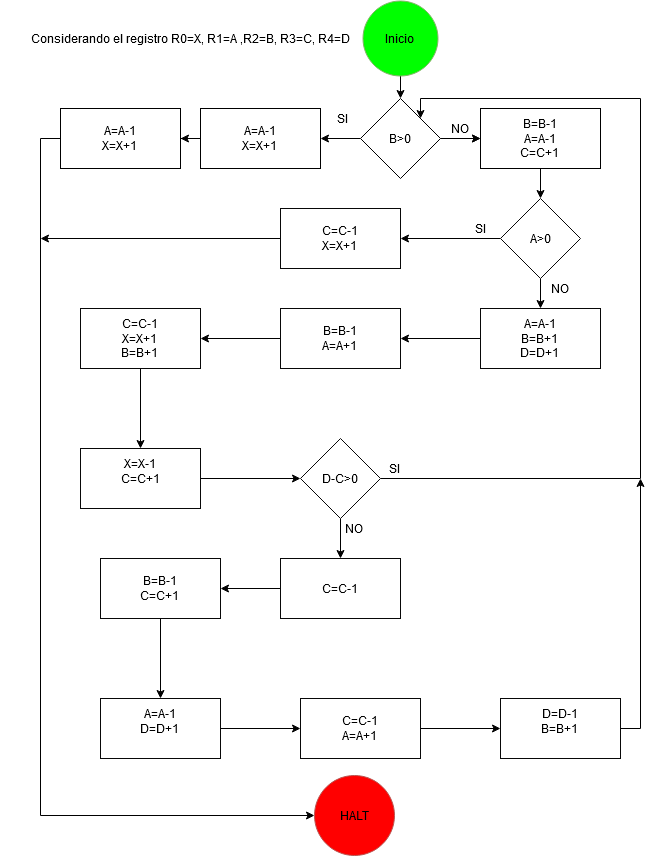 Considerando el registro R0=X, R1=A ,R2=B, R3=C, R4=D
Inicio
A=A-1
X=X+1
A=A-1
X=X+1
SI
B>0
NO
B=B-1
A=A-1
C=C+1
C=C-1
X=X+1
SI
A>0
NO
C=C-1
X=X+1
B=B+1
B=B-1
A=A+1
A=A-1
B=B+1
D=D+1
X=X-1
C=C+1
D-C>0
SI
NO
B=B-1
C=C+1
C=C-1
A=A-1
D=D+1
C=C-1
A=A+1
D=D-1
B=B+1
HALT